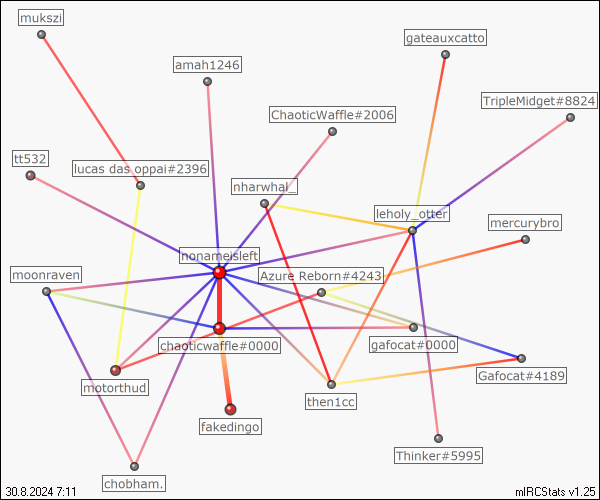 mukszi
gateauxcatto
amah1246
TripleMidget#8824
ChaoticWaffle#2006
tt532
lucas das oppai#2396
nharwhal_
leholy_otter
mercurybro
nonameisleft
moonraven
Azure Reborn#4243
chaoticwaffle#0000
gafocat#0000
motorthud
Gafocat#4189
then1cc
fakedingo
Thinker#5995
chobham.
30.8.2024 7:11
mIRCStats v1.25